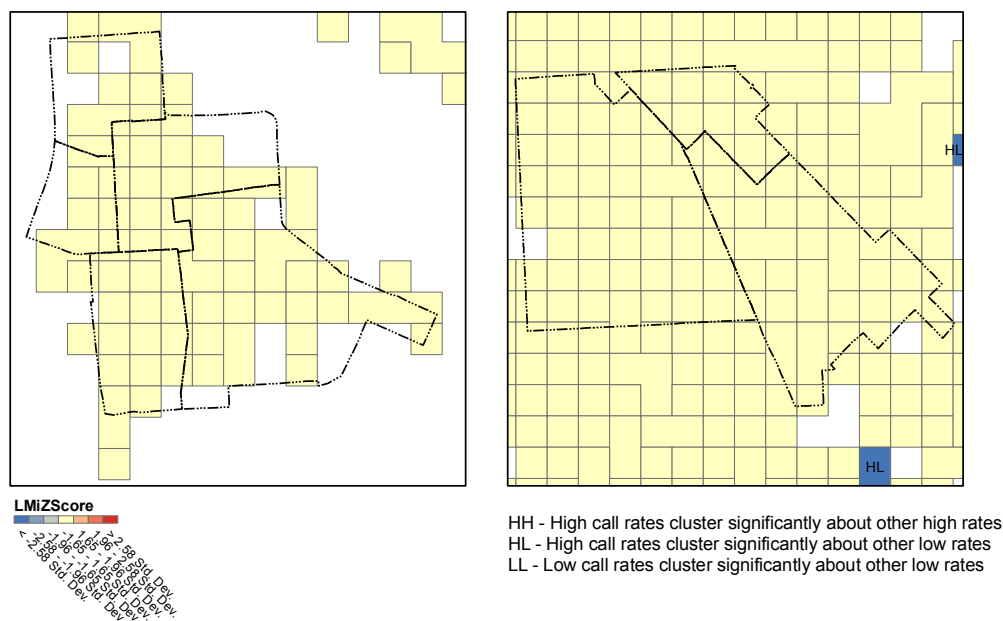 HL
HL
LMiZScore
< -2.58 Std. Dev.
-2.58 - -1.96 Std. Dev.
-1.96 - -1.65 Std. Dev.
-1.65 - 1.65 Std. Dev.
1.65 - 1.96 Std. Dev.
1.96 - 2.58 Std. Dev.
> 2.58 Std. Dev.
HH - High call rates cluster significantly about other high rates
HL - High call rates cluster significantly about other low rates
LL - Low call rates cluster significantly about other low rates